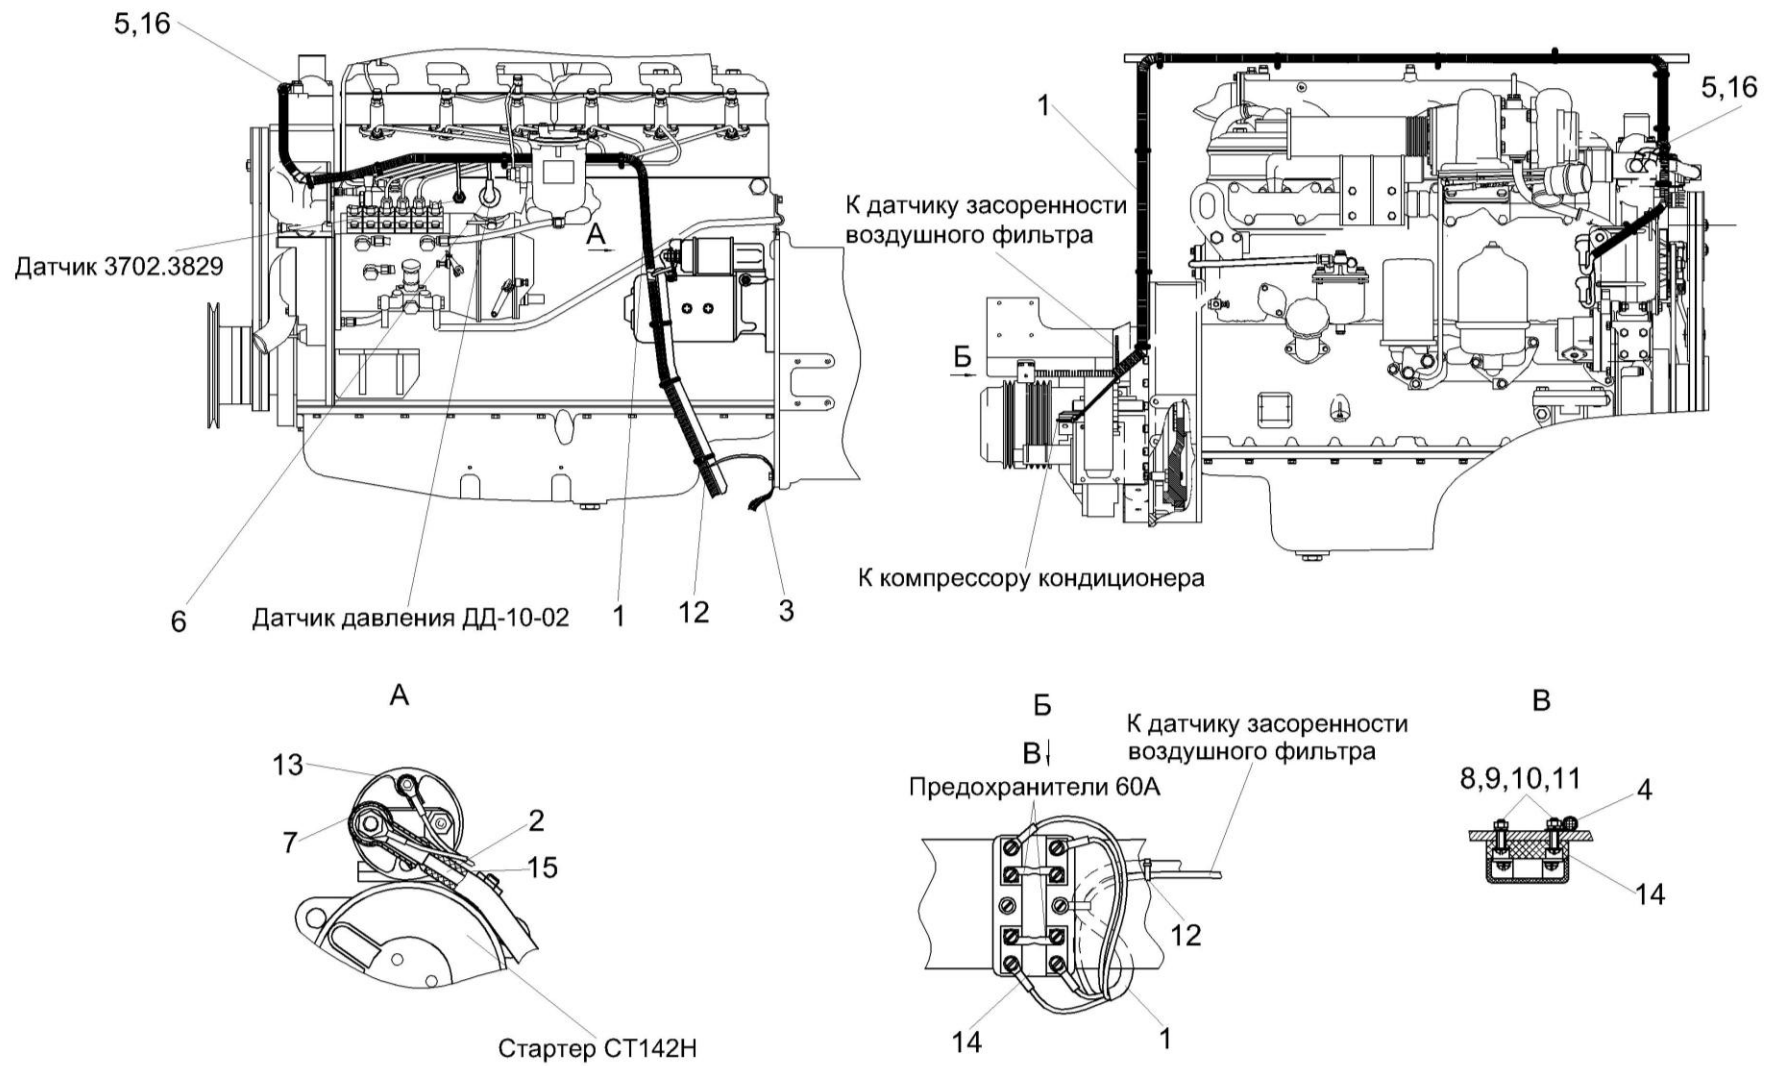 5,16
Датчик 3702.3829
А
6
Датчик давления ДД-10-02
1
12
3
1
5,16
К датчику засоренности
воздушного фильтра
Б
К компрессору кондиционера
А
13
7
2
15
Стартер СТ142Н
Б
В
К датчику засоренности
воздушного фильтра
Предохранители 60А
12
14
1
В
8,9,10,11
4
14